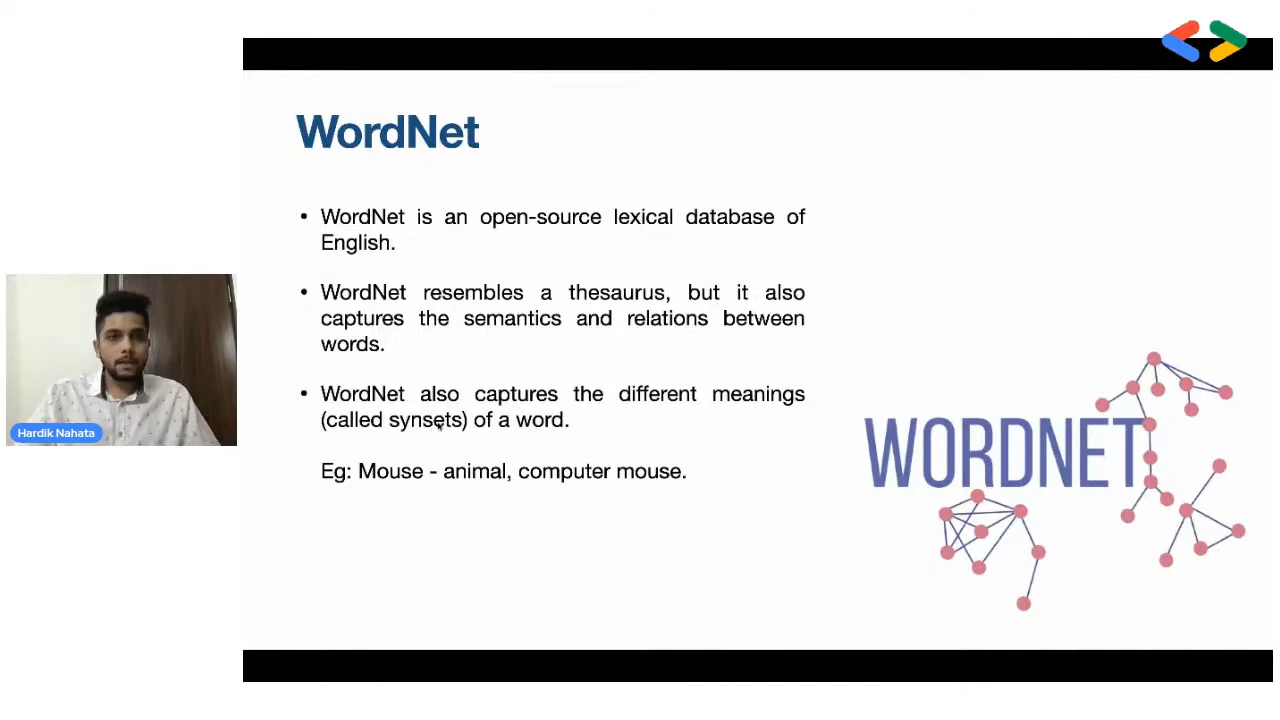 WordNet
• WordNet is an open-source lexical database of
English.
• WordNet resembles a thesaurus, but it also
captures the semantics and relations between
words.
• WordNet also captures the different meanings
(called synsets) of a word.
Eg: Mouse - animal, computer mouse.
WORDNET
Hardik Nahata